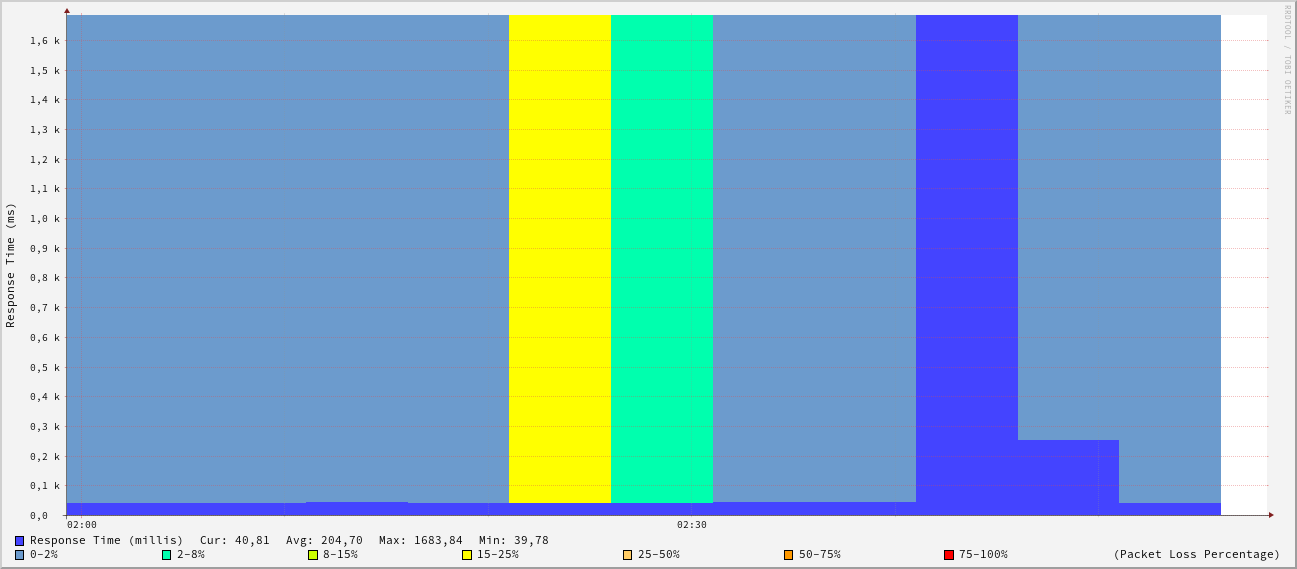 RRDTOOL / TOBI OETIKER
Response Time (ms)
1,6 k
1,5 k
1,4 k
1,3 k
1,2 k
1,1 k
1,0 k
0,9 k
0,8 k
0,7 k
0,6 k
0,5 k
0,4 k
0,3 k
0,2 k
0,1 k
0,0
02:00 02:30
Response Time (millis) Cur: 40,81 Avg: 204,70 Max: 1683,84 Min: 39,78
0-2% 2-8% 8-15% 15-25% 25-50% 50-75% 75-100% (Packet Loss Percentage)